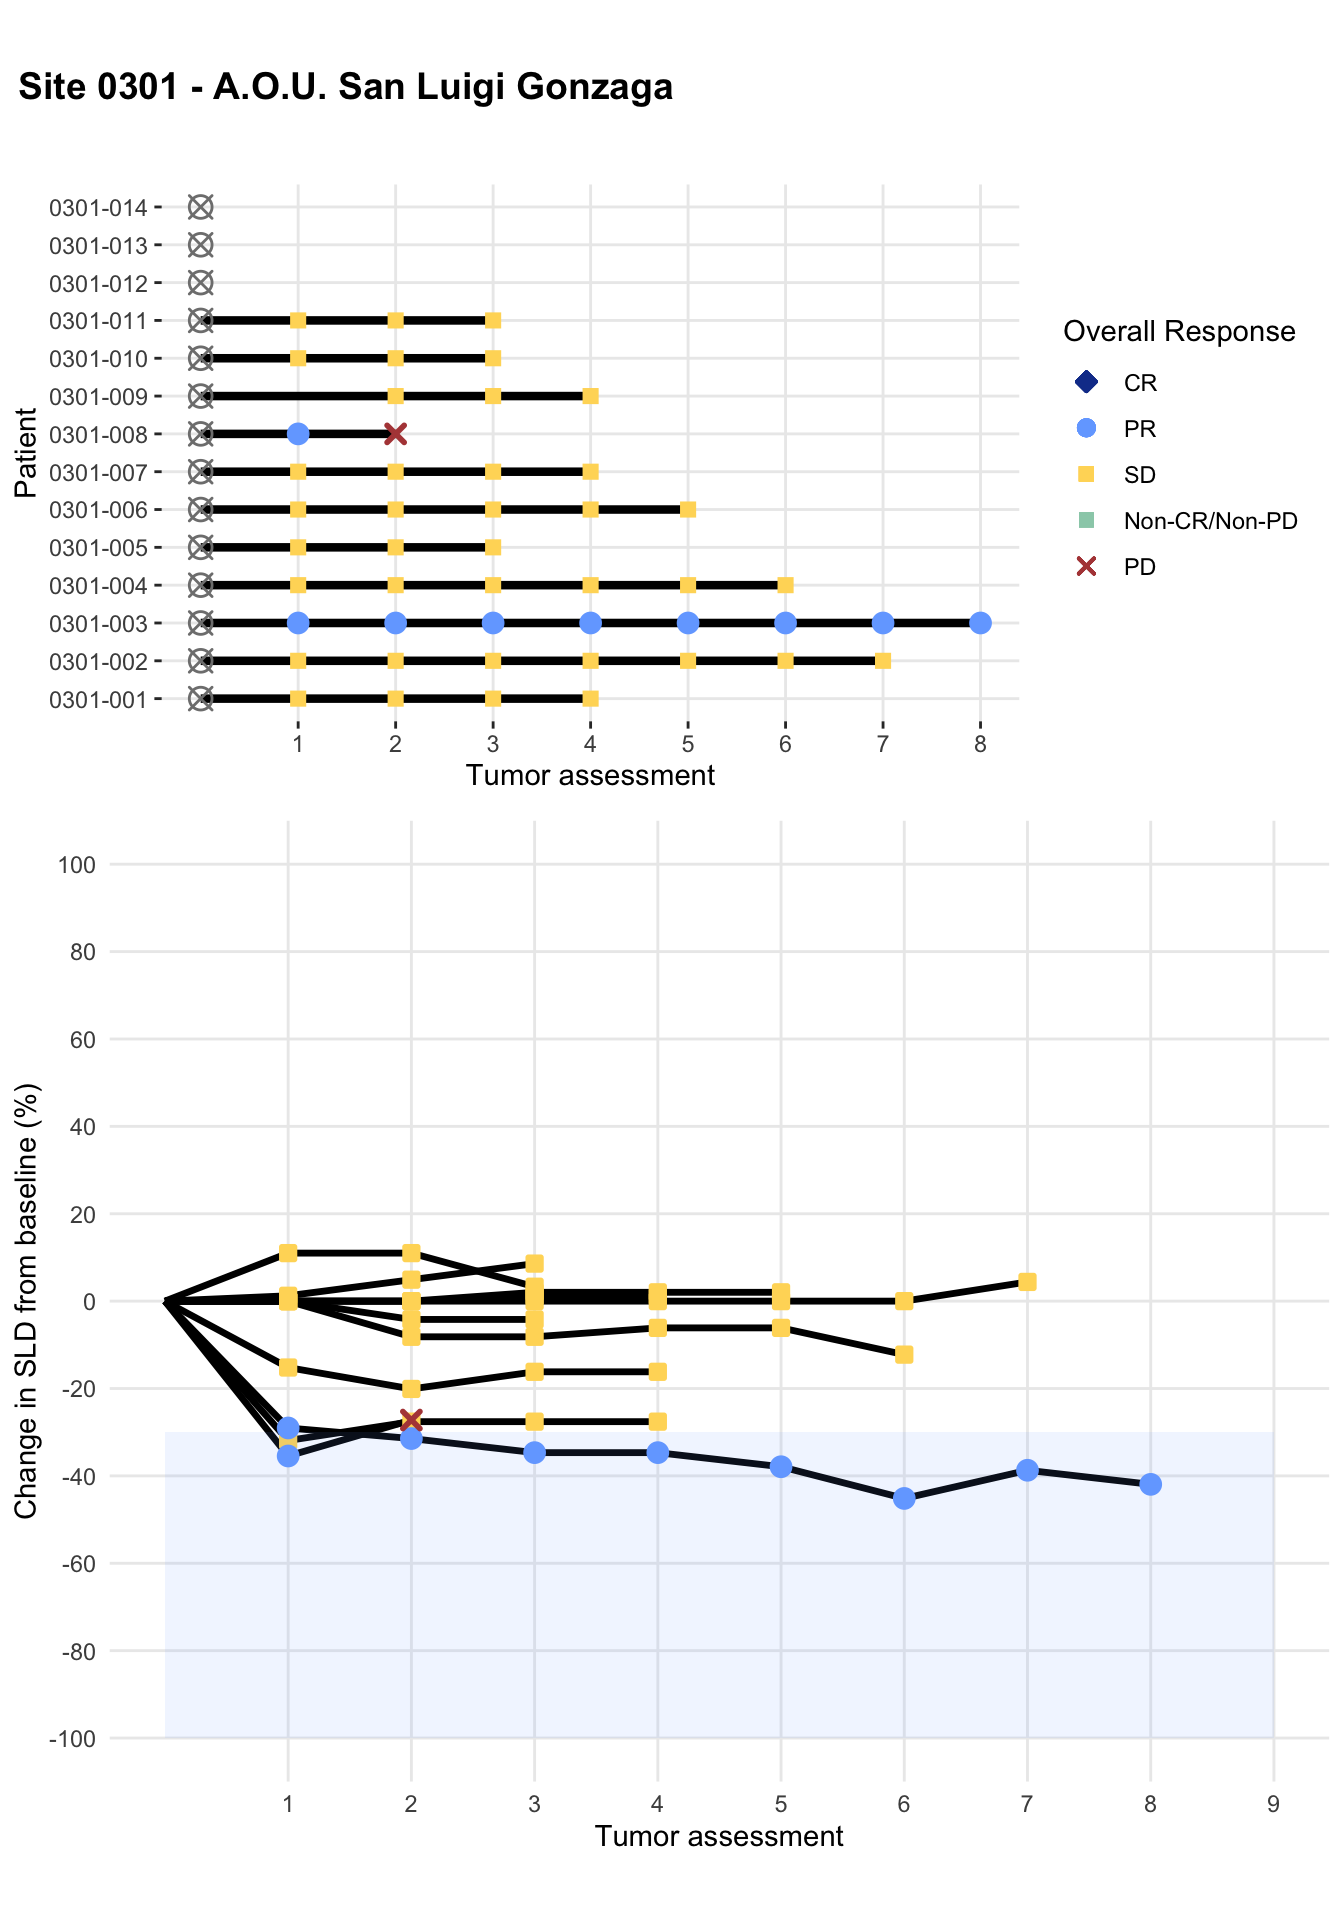 Site 0301 - A.O.U. San Luigi Gonzaga
0301-014
0301-013
0301-012
0301-011
0301-010
0301-009
0301-008
0301-007
0301-006
0301-005
0301-004
0301-003
0301-002
0301-001
Patient
1 2 3 4 5 6 7 8
Tumor assessment
Overall Response
CR
PR
SD
Non-CR/Non-PD
PD
100
80
60
40
20
0
-20
-40
-60
-80
-100
Change in SLD from baseline (%)
1 2 3 4 5 6 7 8 9
Tumor assessment